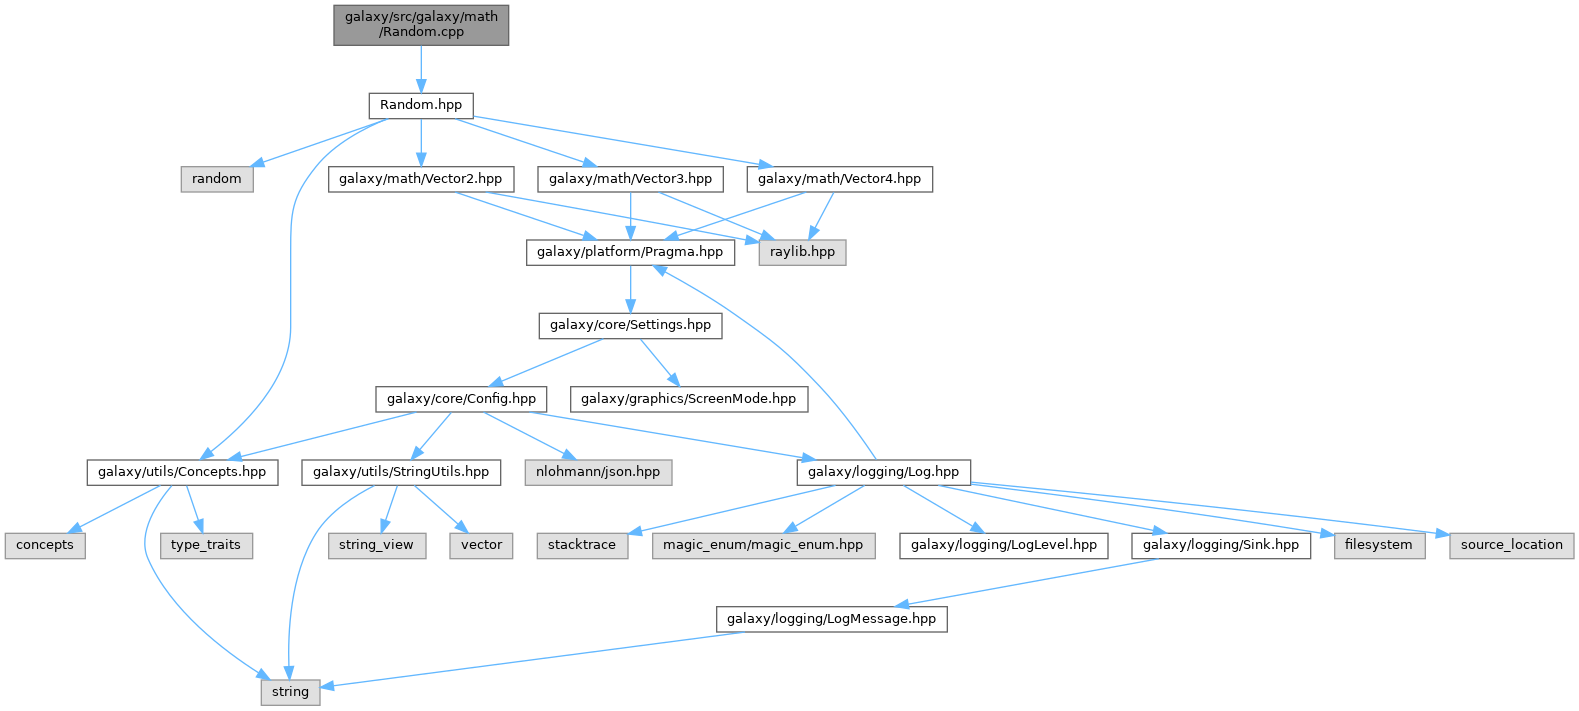 galaxy/src/galaxy/math
/Random.cpp
Random.hpp
random
galaxy/math/Vector2.hpp
galaxy/math/Vector3.hpp
galaxy/math/Vector4.hpp
galaxy/platform/Pragma.hpp
raylib.hpp
galaxy/core/Settings.hpp
galaxy/core/Config.hpp
galaxy/graphics/ScreenMode.hpp
galaxy/utils/Concepts.hpp
galaxy/utils/StringUtils.hpp
nlohmann/json.hpp
galaxy/logging/Log.hpp
concepts
type_traits
string_view
vector
stacktrace
magic_enum/magic_enum.hpp
galaxy/logging/LogLevel.hpp
galaxy/logging/Sink.hpp
filesystem
source_location
galaxy/logging/LogMessage.hpp
string